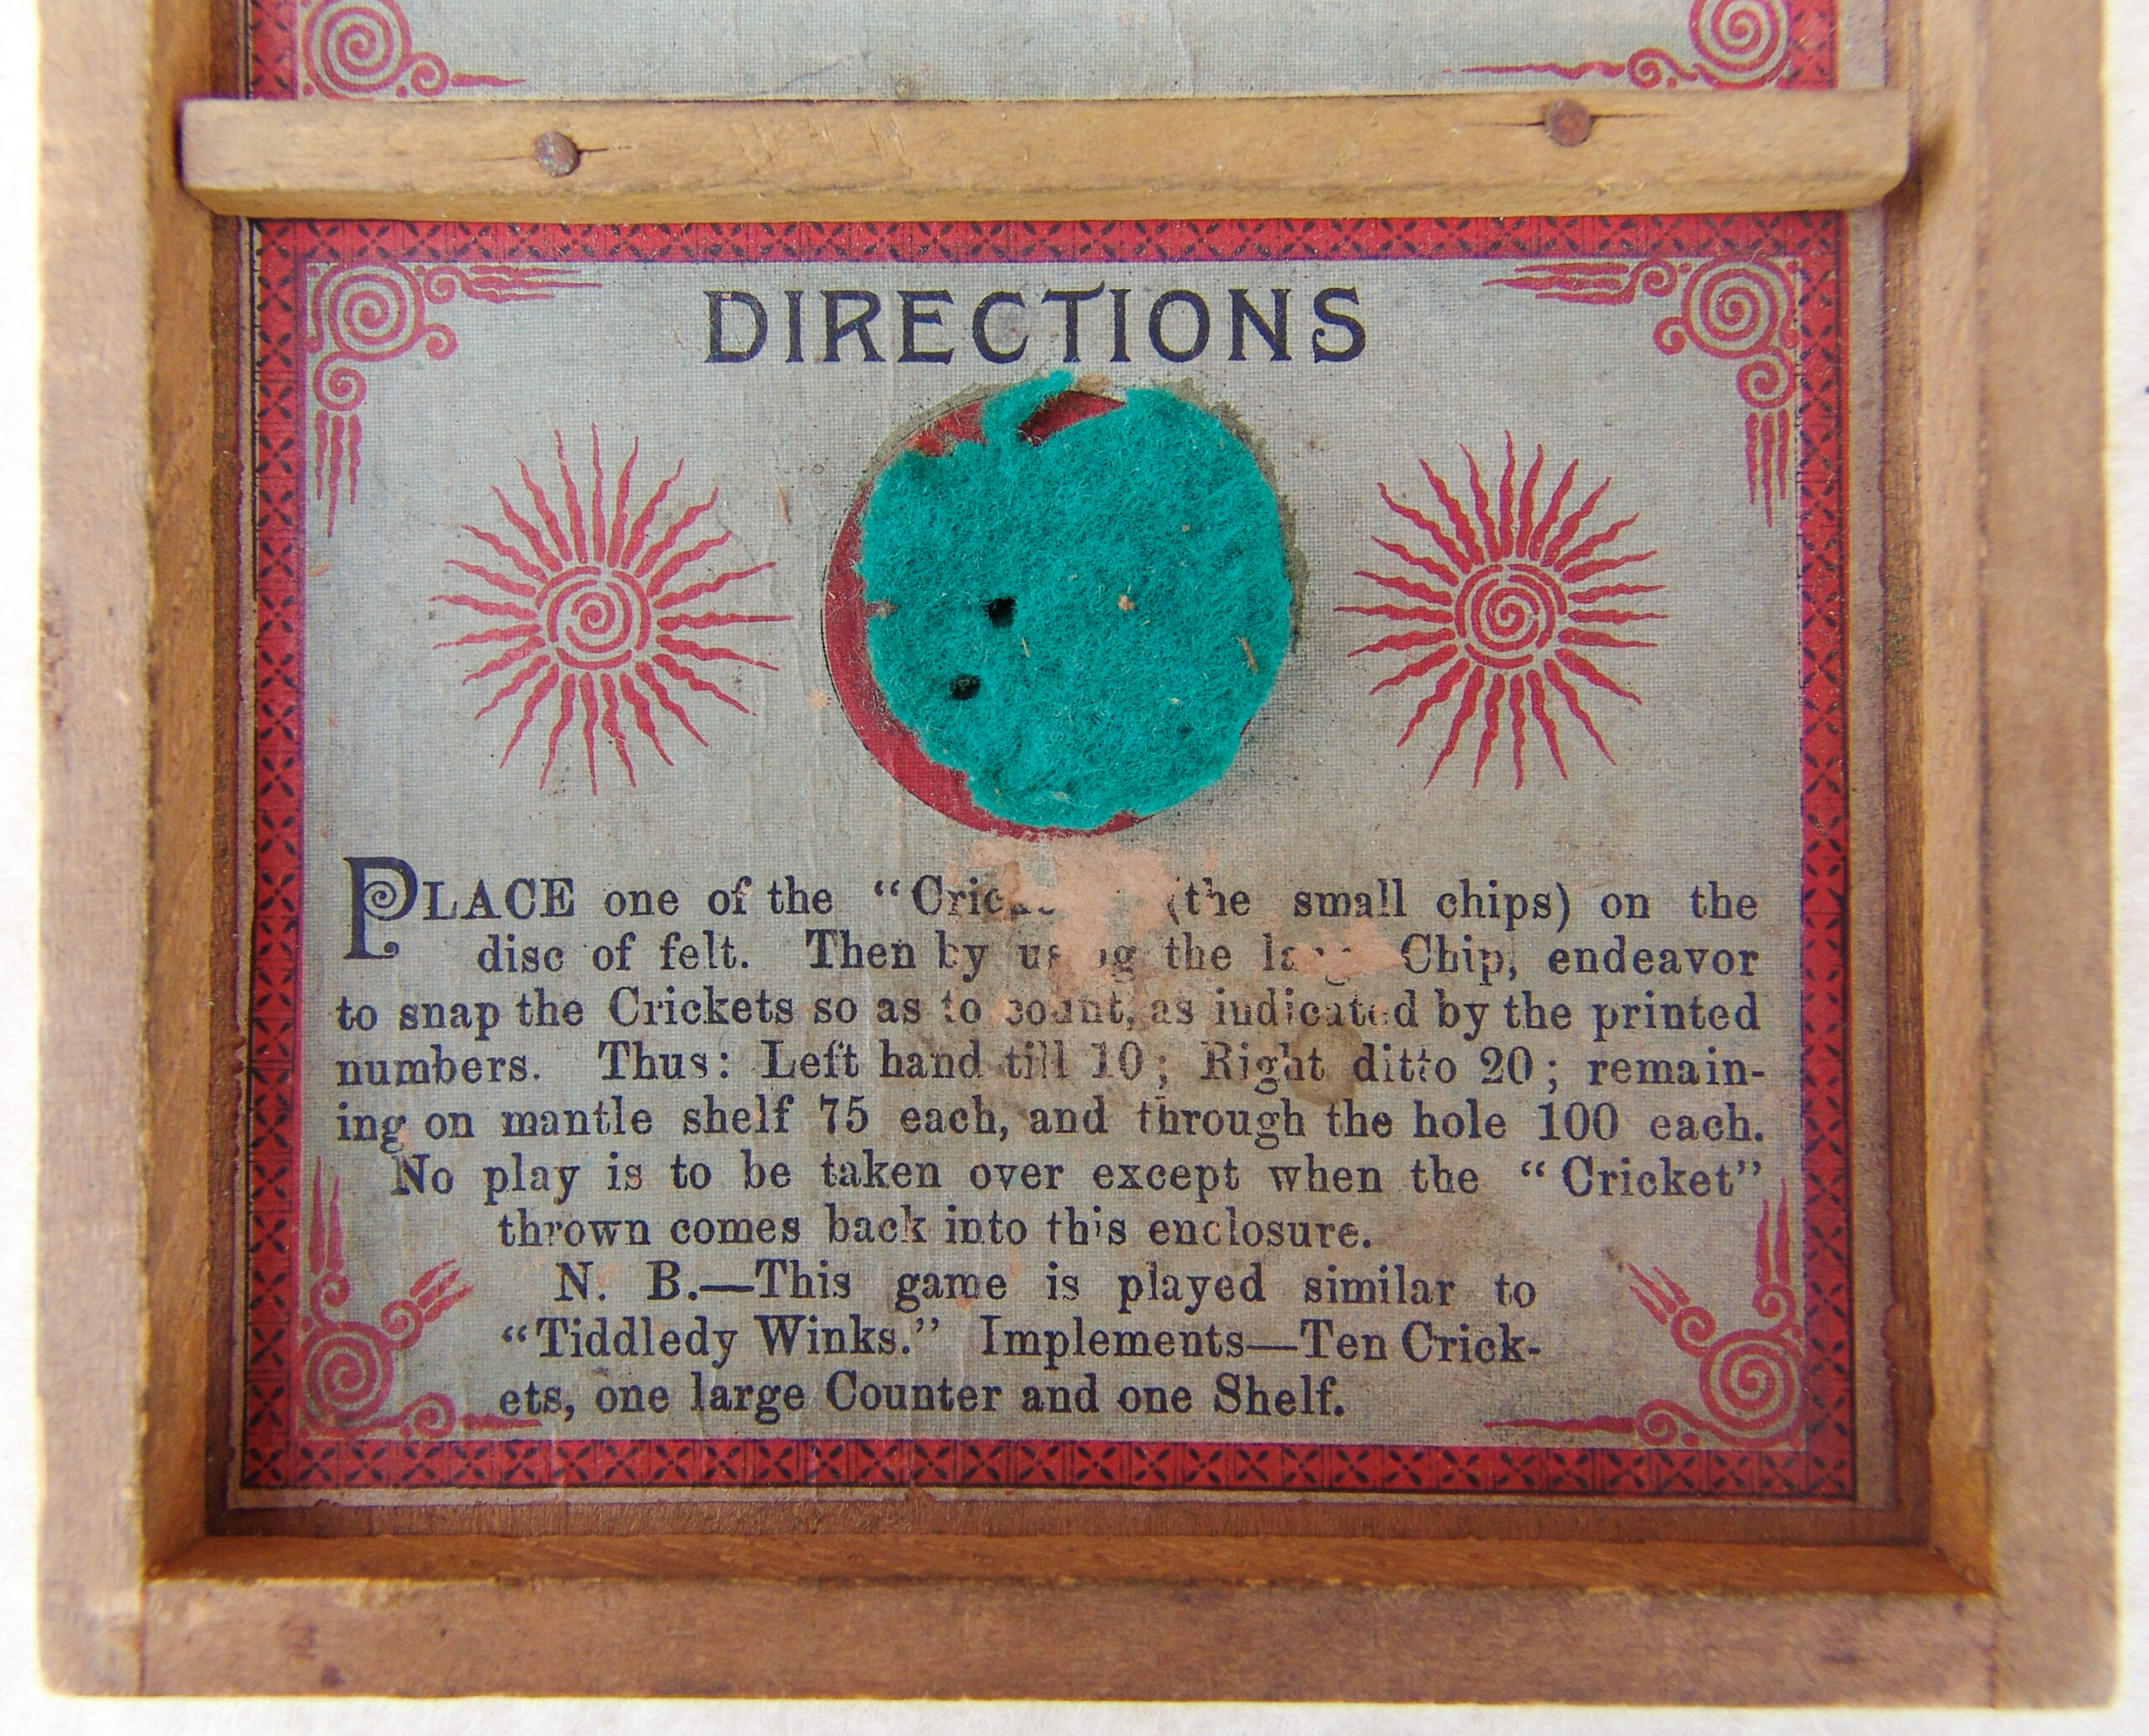 DIRECTIONS
PLACE one of the (the small chips) on the
disc of felt. Then by using the large Chip, endeavor
to snap the Crickets so as to count, as indicated by the printed
numbers. Thus: Left hand till 10; Right ditto 20; remain-
ing on mantle shelf 75 each, and through the hole 100 each.
No play is to be taken over except when the “Cricket”
thrown comes back into this enclosure.
N. B.—This game is played similar to
“Tiddledy Winks.” Implements—Ten Crick-
ets, one large Counter and one Shelf.